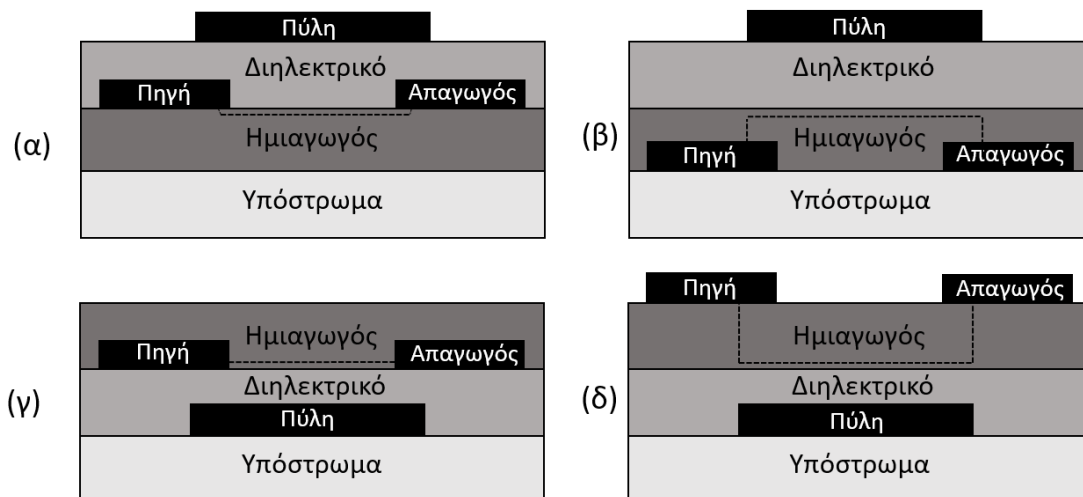 Πύλη
Διηλεκτρικό
Πηγή
Απαγωγός
(α)
Ημιαγωγός
Υπόστρωμα
Πύλη
Διηλεκτρικό
(β)
Ημιαγωγός
Πηγή
Απαγωγός
Υπόστρωμα
Ημιαγωγός
Πηγή
Απαγωγός
(γ)
Διηλεκτρικό
Πύλη
Υπόστρωμα
Πηγή
Απαγωγός
Ημιαγωγός
(δ)
Διηλεκτρικό
Πύλη
Υπόστρωμα